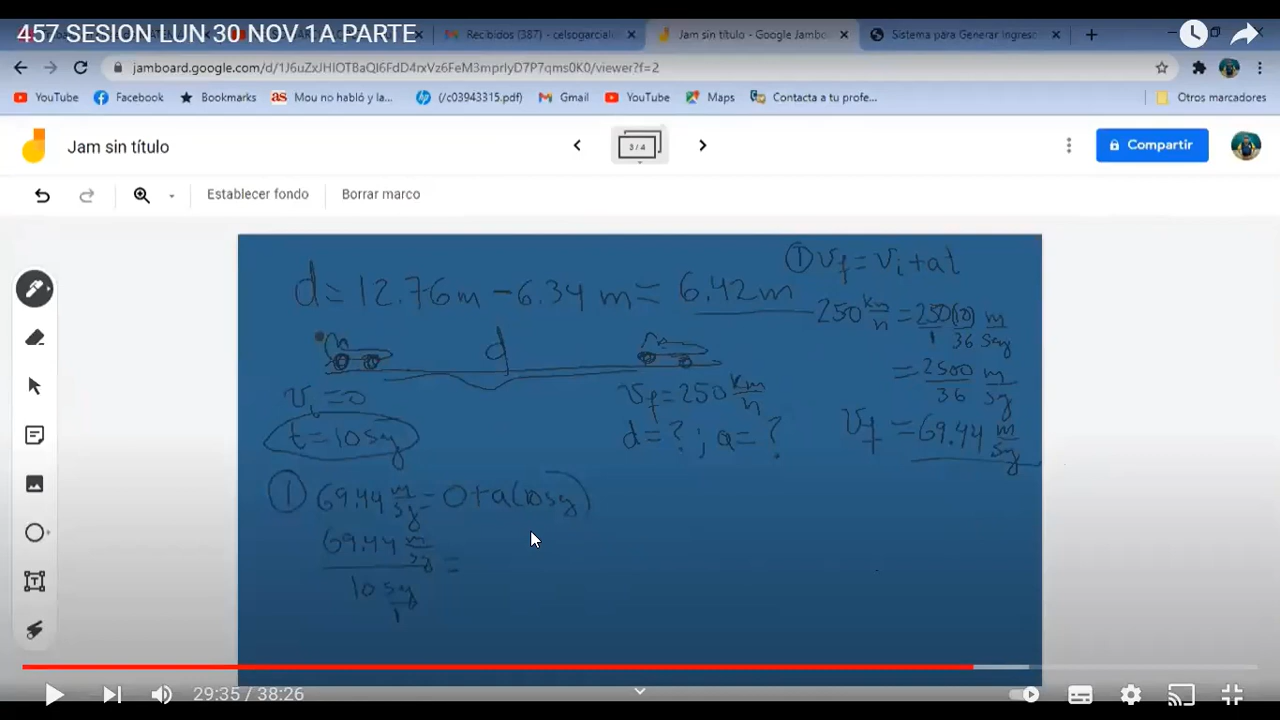 457 SESION LUN 30 NOV 1A PARTE
Recibidos (387) - celsogarcial
Jam sin título - Google Jambo
Sistema para Generar Ingreso
jamboard.google.com/d/1J6uZxJHIOTBaQI6FdD4rxVz6FeM3mprlyD7P7qms0K0/viewer?f=2
YouTube
Facebook
Bookmarks
as Mou no habló y la...
(/c03943315.pdf)
Gmail
YouTube
Maps
Contacta a tu profe...
Otros marcadores
Jam sin título
3 / 4
Compartir
Establecer fondo
Borrar marco
① Vf = Vi + at
d = 12.76 m - 6.34 m = 6.42 m
250 km/h = 250(10)/1 36 m/seg
d
= 2500/36 m/sg
Vi = 0
Vf = 250 km/h
t = 10 sg
d = ? ; a = ?
Vf = 69.44 m/sg
① 69.44 m/sg = 0 + a(10 sg)
69.44 m/sg
=
10 sg
1
29:35 / 38:26